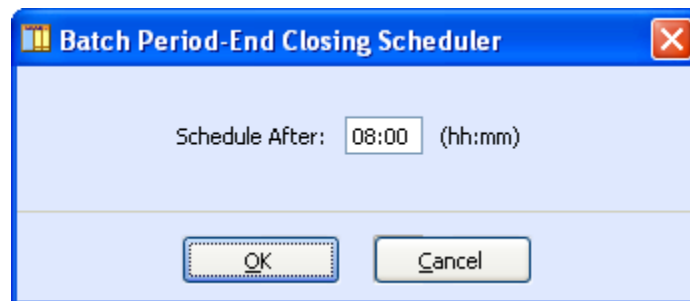 Batch Period-End Closing Scheduler
Schedule After: 08:00 (hh:mm)
OK Cancel